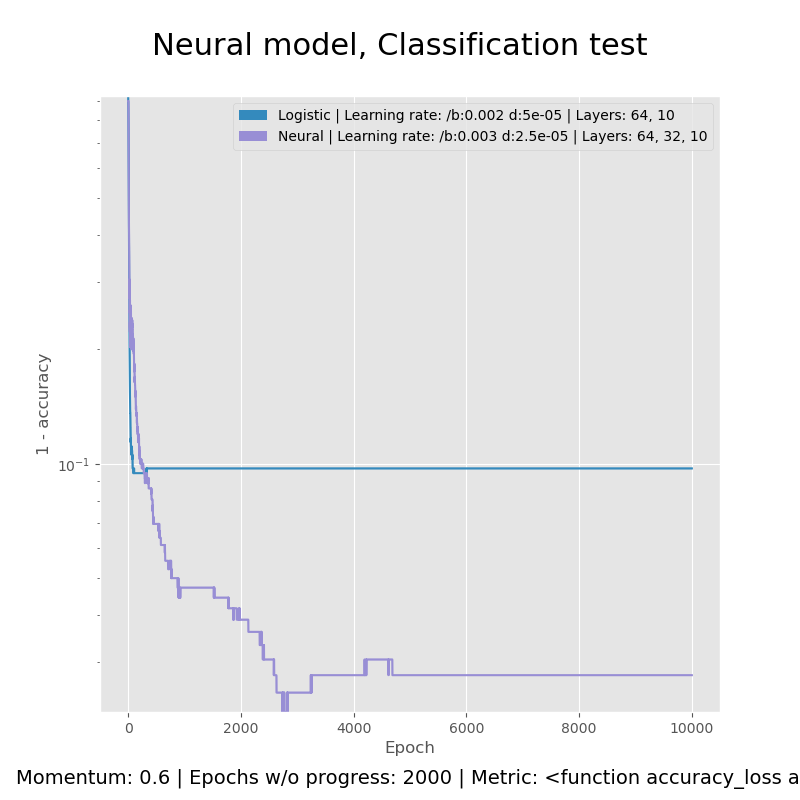 Neural model, Classification test
Logistic | Learning rate: /b:0.002 d:5e-05 | Layers: 64, 10
Neural | Learning rate: /b:0.003 d:2.5e-05 | Layers: 64, 32, 10
1 - accuracy
10⁻¹
0 2000 4000 6000 8000 10000
Epoch
Momentum: 0.6 | Epochs w/o progress: 2000 | Metric: <function accuracy_loss a